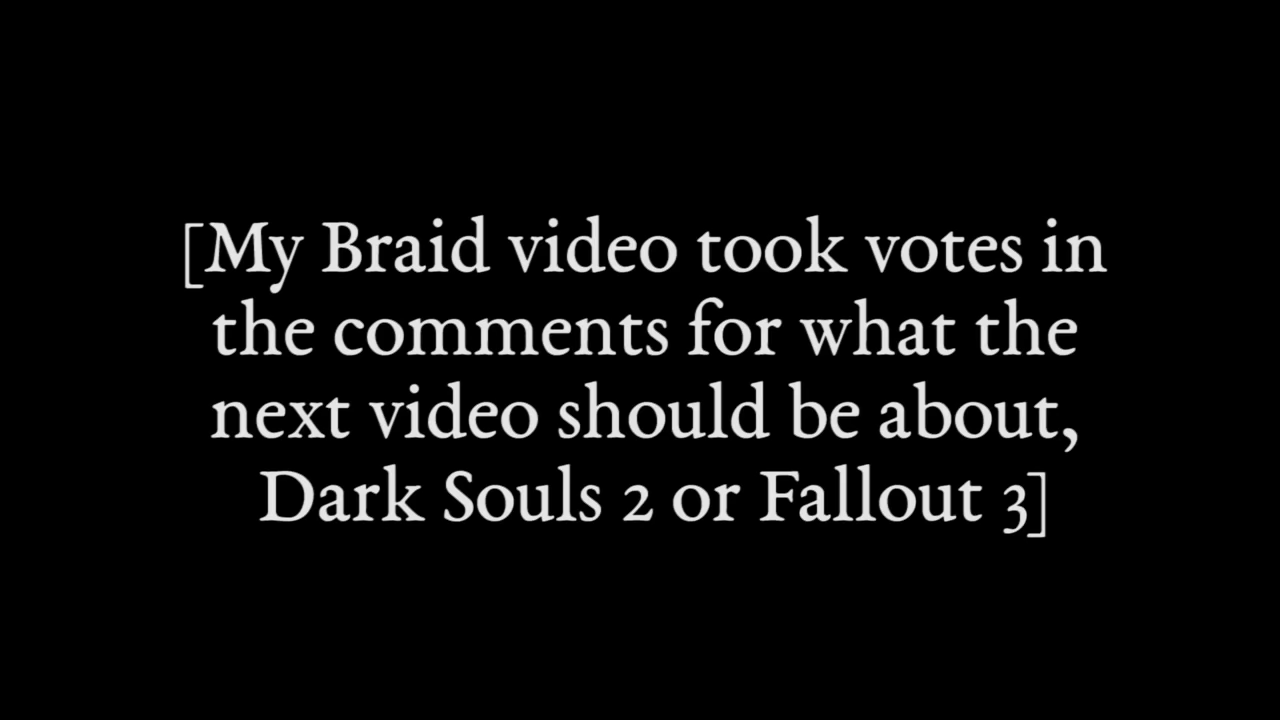 [My Braid video took votes in
the comments for what the
next video should be about,
Dark Souls 2 or Fallout 3]